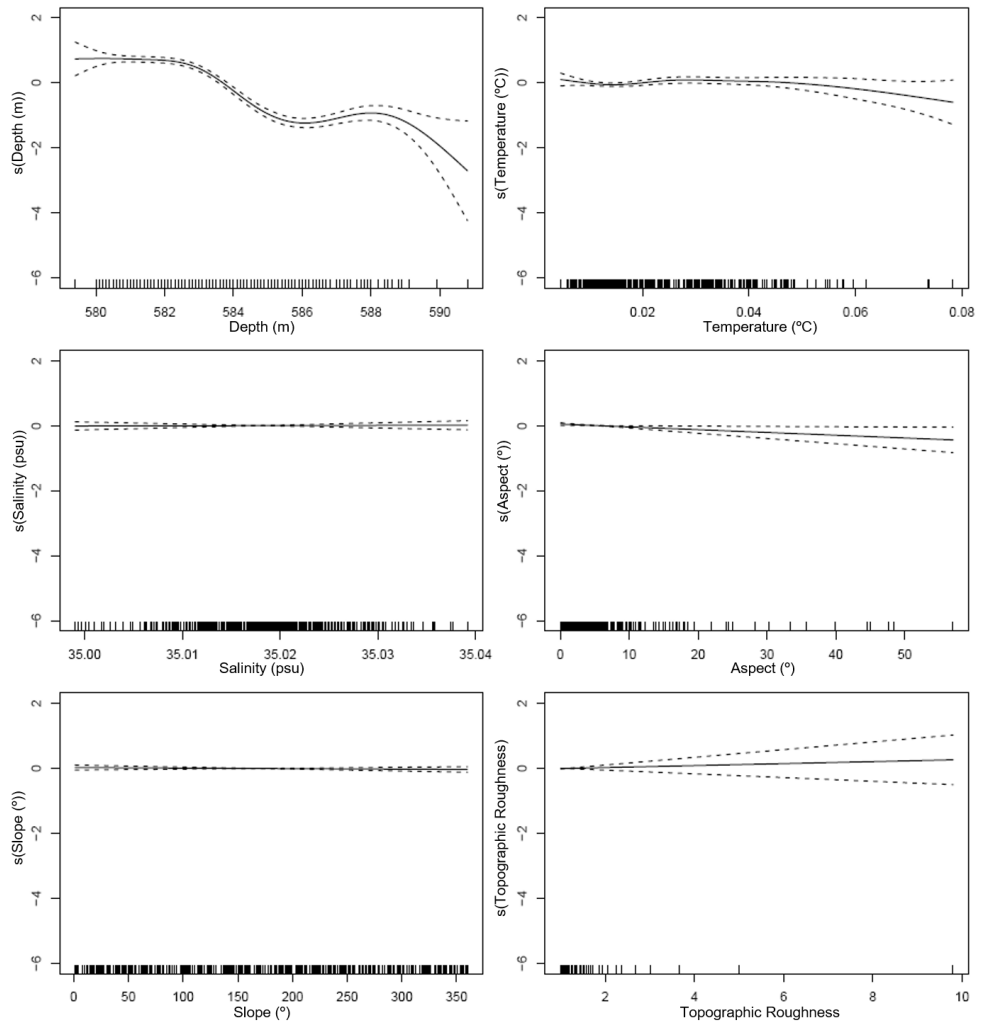 2
0
−2
−4
−6
s(Depth (m))
580 582 584 586 588 590
Depth (m)
2
0
−2
−4
−6
s(Temperature (ºC))
0.02 0.04 0.06 0.08
Temperature (ºC)
2
0
−2
−4
−6
s(Salinity (psu))
35.00 35.01 35.02 35.03 35.04
Salinity (psu)
2
0
−2
−4
−6
s(Aspect (º))
0 10 20 30 40 50
Aspect (º)
2
0
−2
−4
−6
s(Slope (º))
0 50 100 150 200 250 300 350
Slope (º)
2
0
−2
−4
−6
s(Topographic Roughness)
2 4 6 8 10
Topographic Roughness